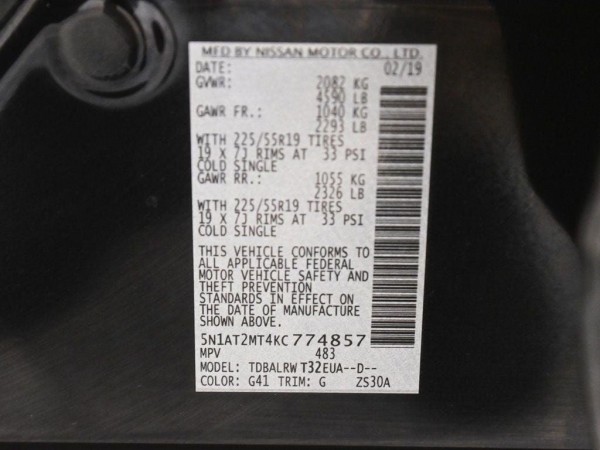 MFD BY NISSAN MOTOR CO., LTD.
DATE: 02/19
GVWR: 2082 KG
4590 LB
GAWR FR.: 1040 KG
2293 LB
WITH 225/55R19 TIRES
19 X 7J RIMS AT 33 PSI
COLD SINGLE
GAWR RR.: 1055 KG
2326 LB
WITH 225/55R19 TIRES
19 X 7J RIMS AT 33 PSI
COLD SINGLE
THIS VEHICLE CONFORMS TO
ALL APPLICABLE FEDERAL
MOTOR VEHICLE SAFETY AND
THEFT PREVENTION
STANDARDS IN EFFECT ON
THE DATE OF MANUFACTURE
SHOWN ABOVE.
5N1AT2MT4KC774857
MPV 483
MODEL: TDBALRW T32EUA--D--
COLOR: G41 TRIM: G ZS30A